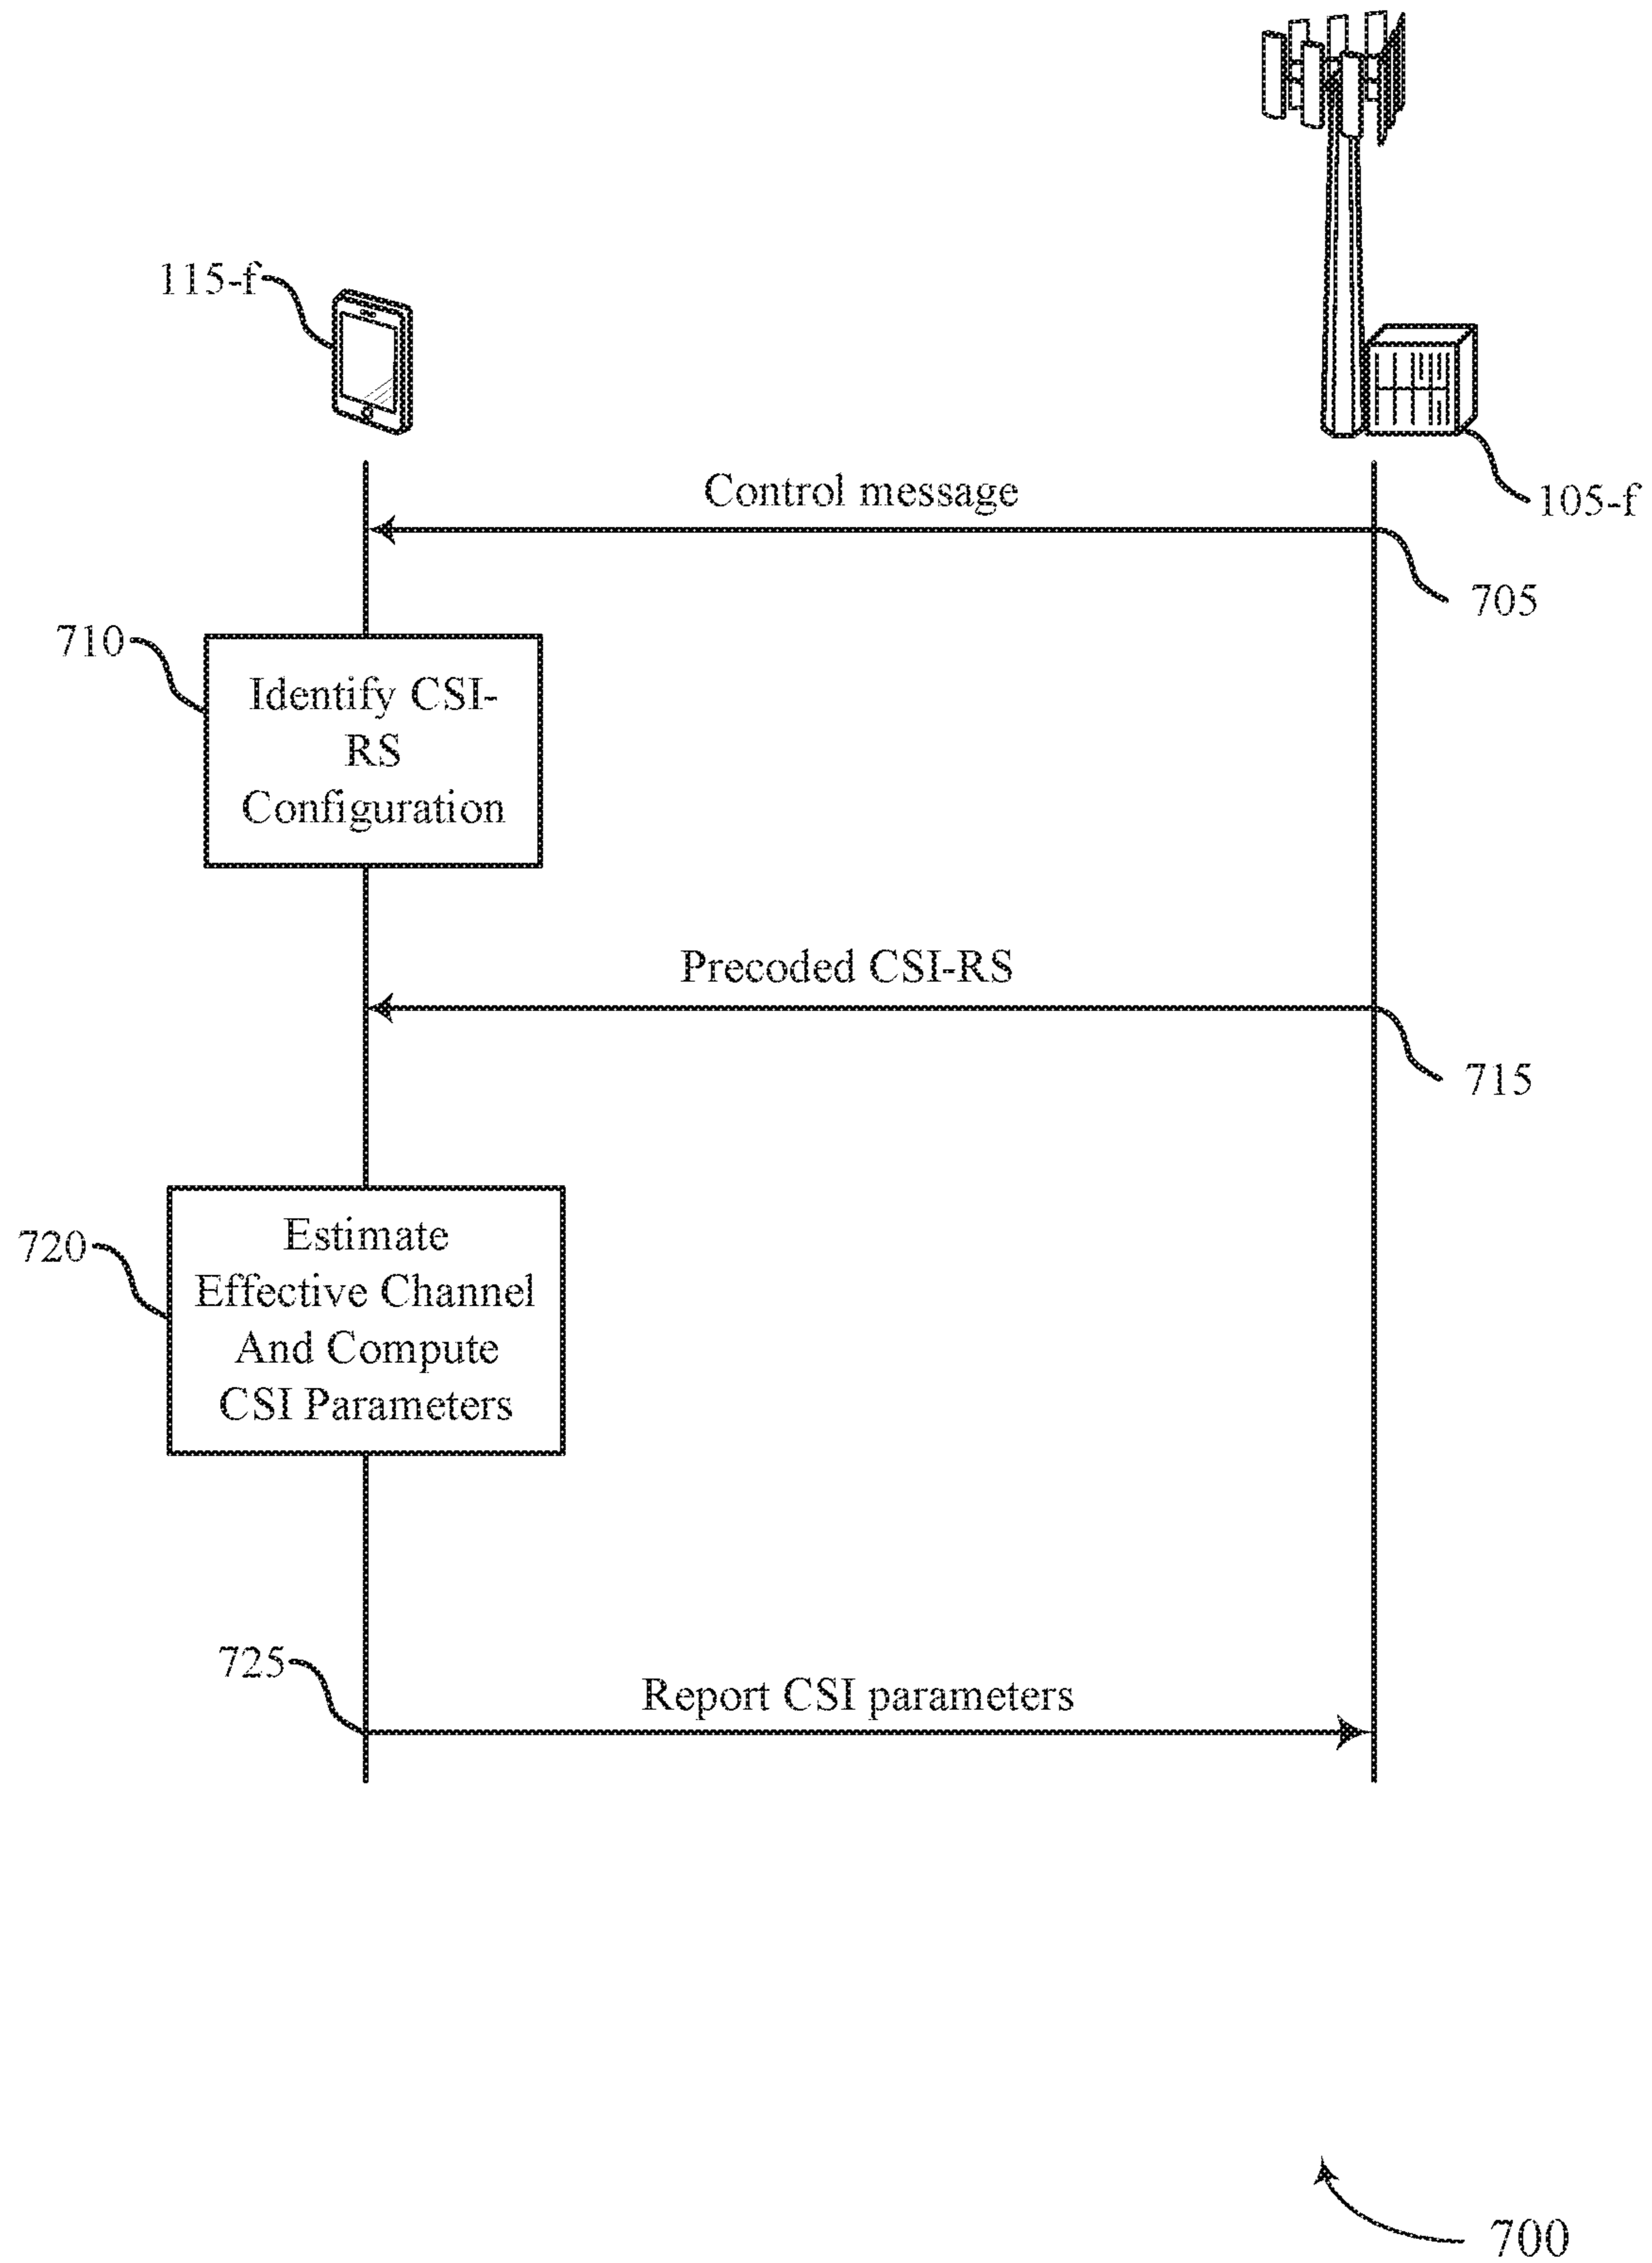 115-f
105-f
Control message
705
710
Identify CSI-
RS
Configuration
Precoded CSI-RS
715
720
Estimate
Effective Channel
And Compute
CSI Parameters
725
Report CSI parameters
700